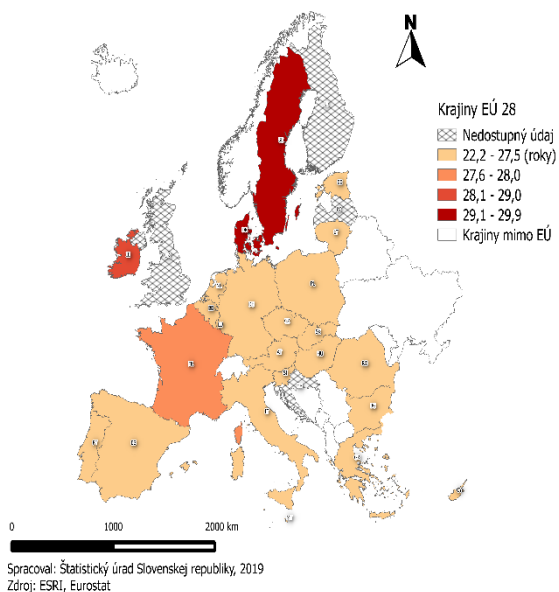 N
Krajiny EÚ 28
Nedostupný údaj
22,2 - 27,5 (roky)
27,6 - 28,0
28,1 - 29,0
29,1 - 29,9
Krajiny mimo EÚ
0 1000 2000 km
Spracoval: Štatistický úrad Slovenskej republiky, 2019
Zdroj: ESRI, Eurostat